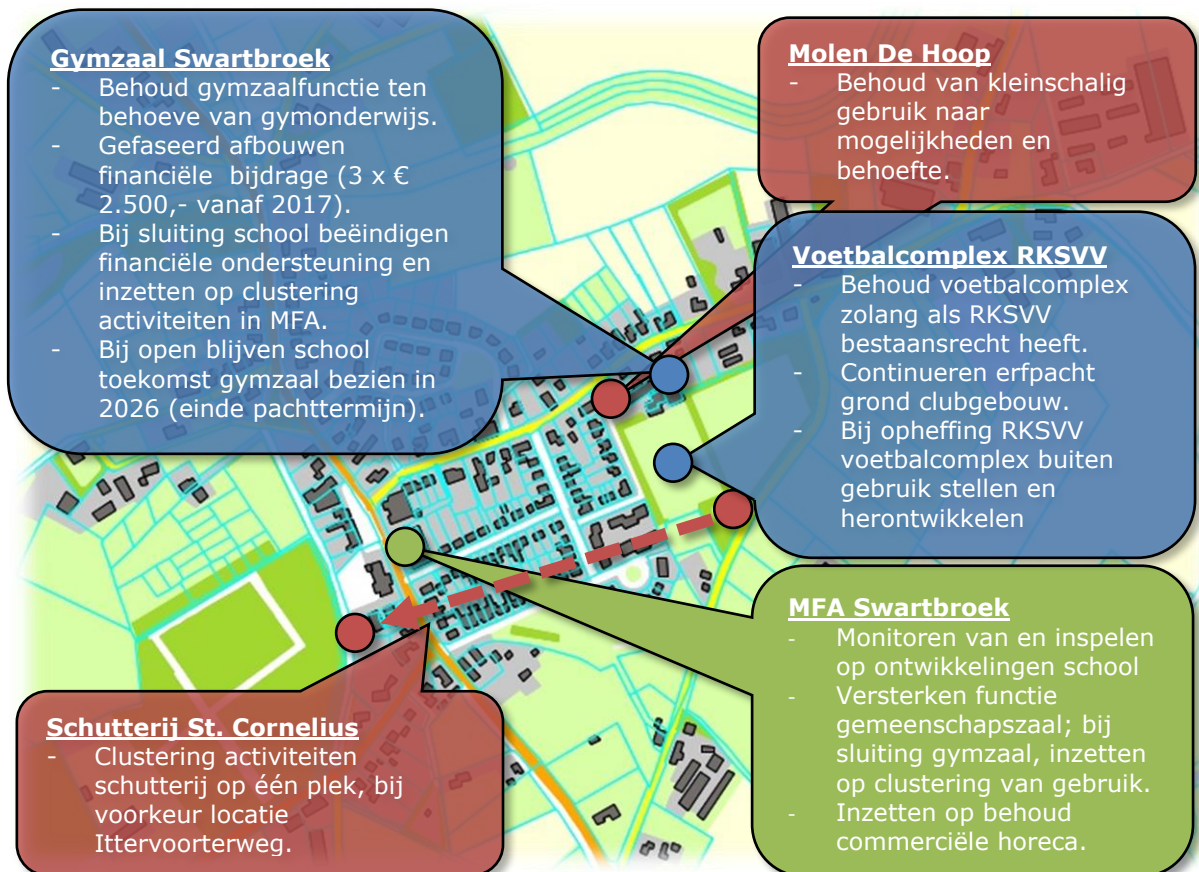 Gymzaal Swartbroek
- Behoud gymzaalfunctie ten
behoeve van gymonderwijs.
- Gefaseerd afbouwen
financiële bijdrage (3 x €
2.500,- vanaf 2017).
- Bij sluiting school beëindigen
financiële ondersteuning en
inzetten op clustering
activiteiten in MFA.
- Bij open blijven school
toekomst gymzaal bezien in
2026 (einde pachttermijn).
Molen De Hoop
- Behoud van kleinschalig
gebruik naar
mogelijkheden en
behoefte.
Voetbalcomplex RKSVV
- Behoud voetbalcomplex
zolang als RKSVV
bestaansrecht heeft.
- Continueren erfpacht
grond clubgebouw.
- Bij opheffing RKSVV
voetbalcomplex buiten
gebruik stellen en
herontwikkelen
MFA Swartbroek
- Monitoren van en inspelen
op ontwikkelingen school
- Versterken functie
gemeenschapszaal; bij
sluiting gymzaal, inzetten
op clustering van gebruik.
- Inzetten op behoud
commerciële horeca.
Schutterij St. Cornelius
- Clustering activiteiten
schutterij op één plek, bij
voorkeur locatie
Ittervoorterweg.